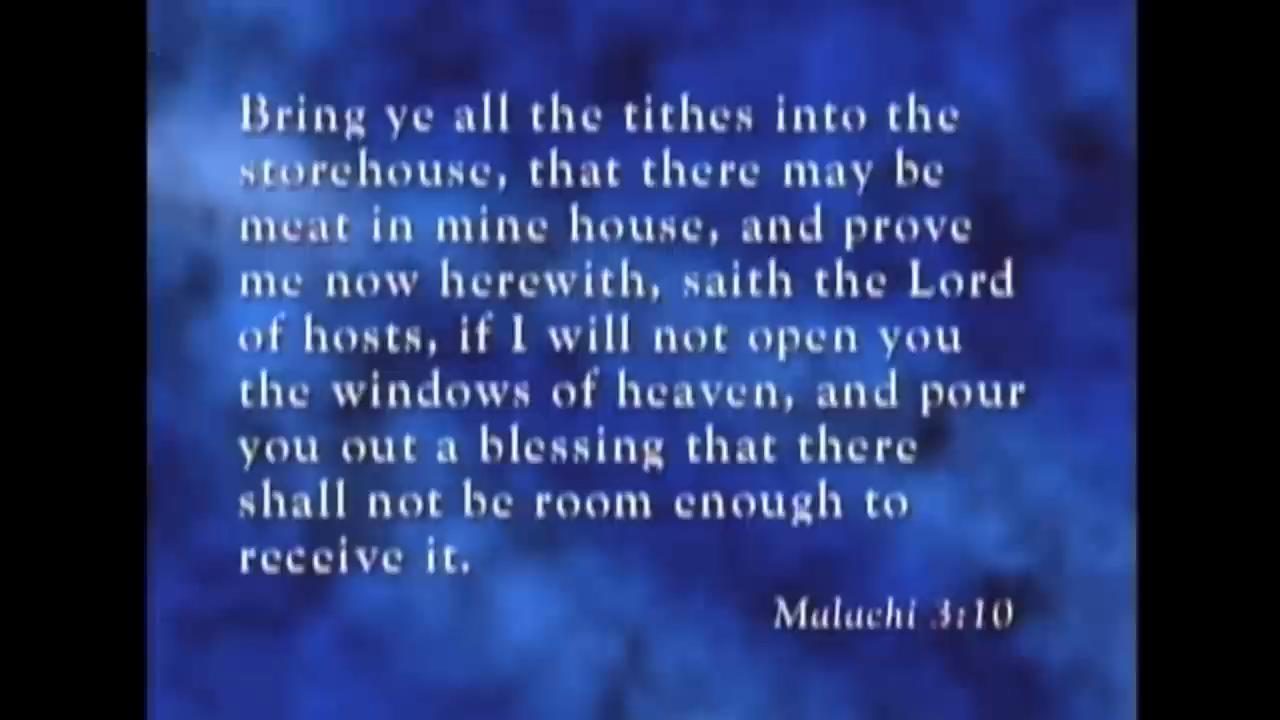 Bring ye all the tithes into the
storehouse, that there may be
meat in mine house, and prove
me now herewith, saith the Lord
of hosts, if I will not open you
the windows of heaven, and pour
you out a blessing that there
shall not be room enough to
receive it.
Malachi 3:10